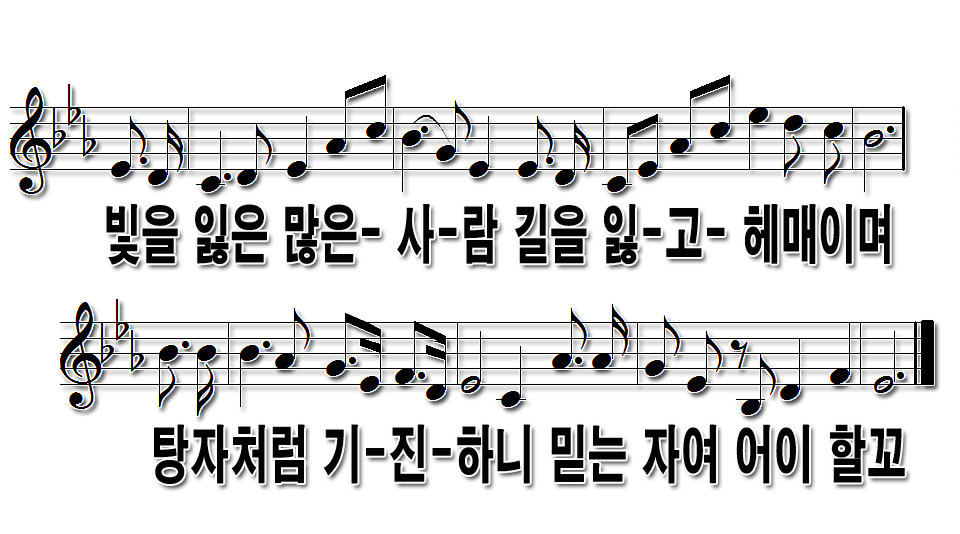 빛을 잃은 많은- 사-람 길을 잃-고- 헤매이며
탕자처럼 기-진-하니 믿는 자여 어이 할꼬